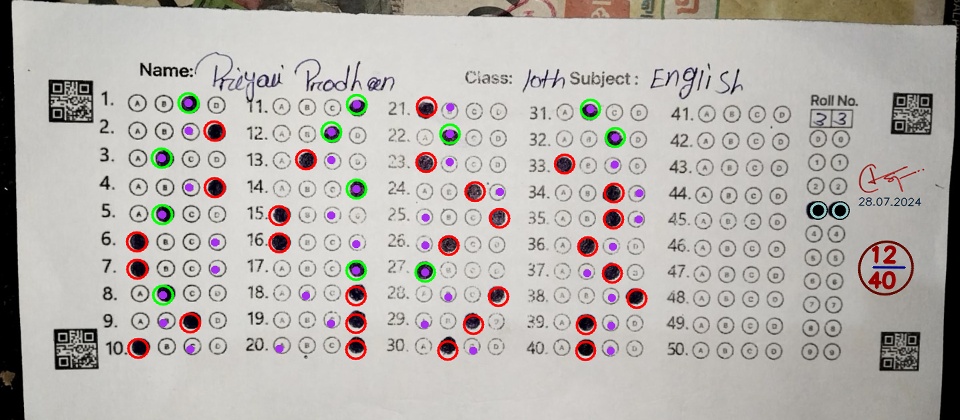 Name: Priyasi Pradhan Class: 10th Subject: English
1. A B C D 11. A B C D 21. A B C D 31. A B C D 41. A B C D Roll No.
2. A B C D 12. A B C D 22. A B C D 32. A B C D 42. A B C D 3 3
3. A B C D 13. A B C D 23. A B C D 33. A B C D 43. A B C D
4. A B C D 14. A B C D 24. A B C D 34. A B C D 44. A B C D
28.07.2024
5. A B C D 15. A B C D 25. A B C D 35. A B C D 45. A B C D
6. A B C D 16. A B C D 26. A B C D 36. A B C D 46. A B C D
7. A B C D 17. A B C D 27. A B C D 37. A B C D 47. A B C D
12
40
8. A B C D 18. A B C D 28. A B C D 38. A B C D 48. A B C D
9. A B C D 19. A B C D 29. A B C D 39. A B C D 49. A B C D
10. A B C D 20. A B C D 30. A B C D 40. A B C D 50. A B C D